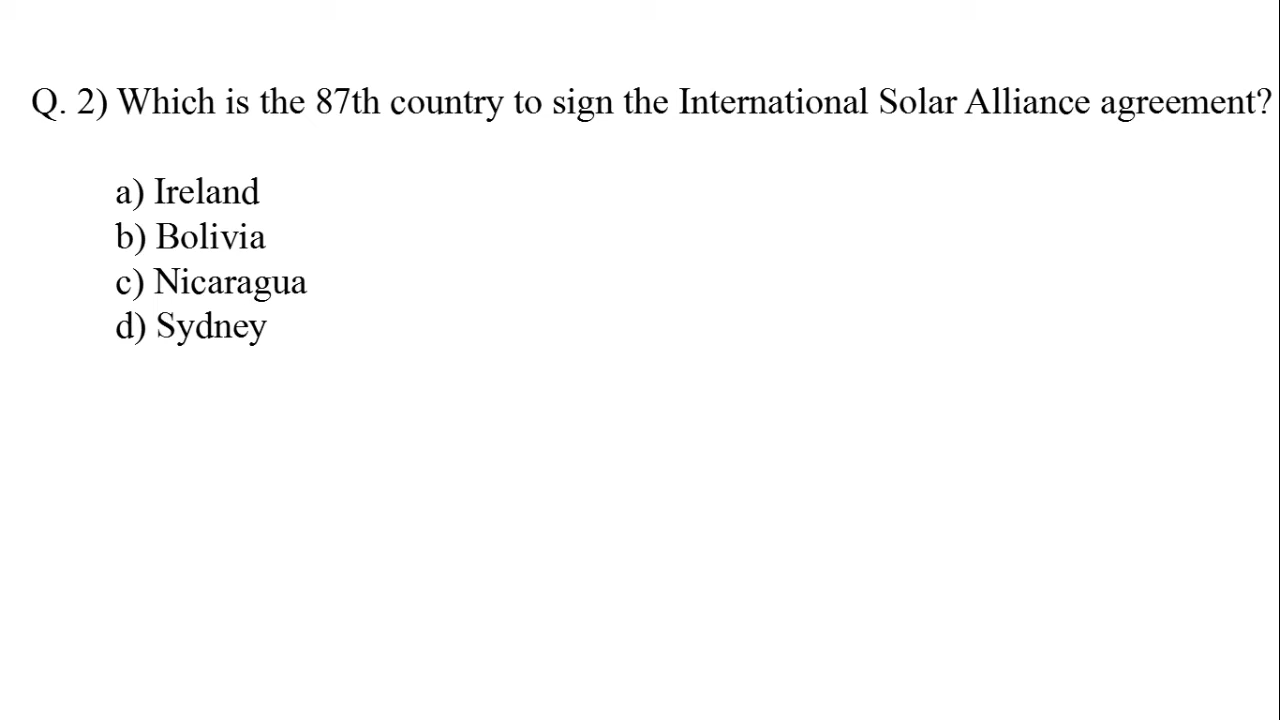 Q. 2) Which is the 87th country to sign the International Solar Alliance agreement?
a) Ireland
b) Bolivia
c) Nicaragua
d) Sydney